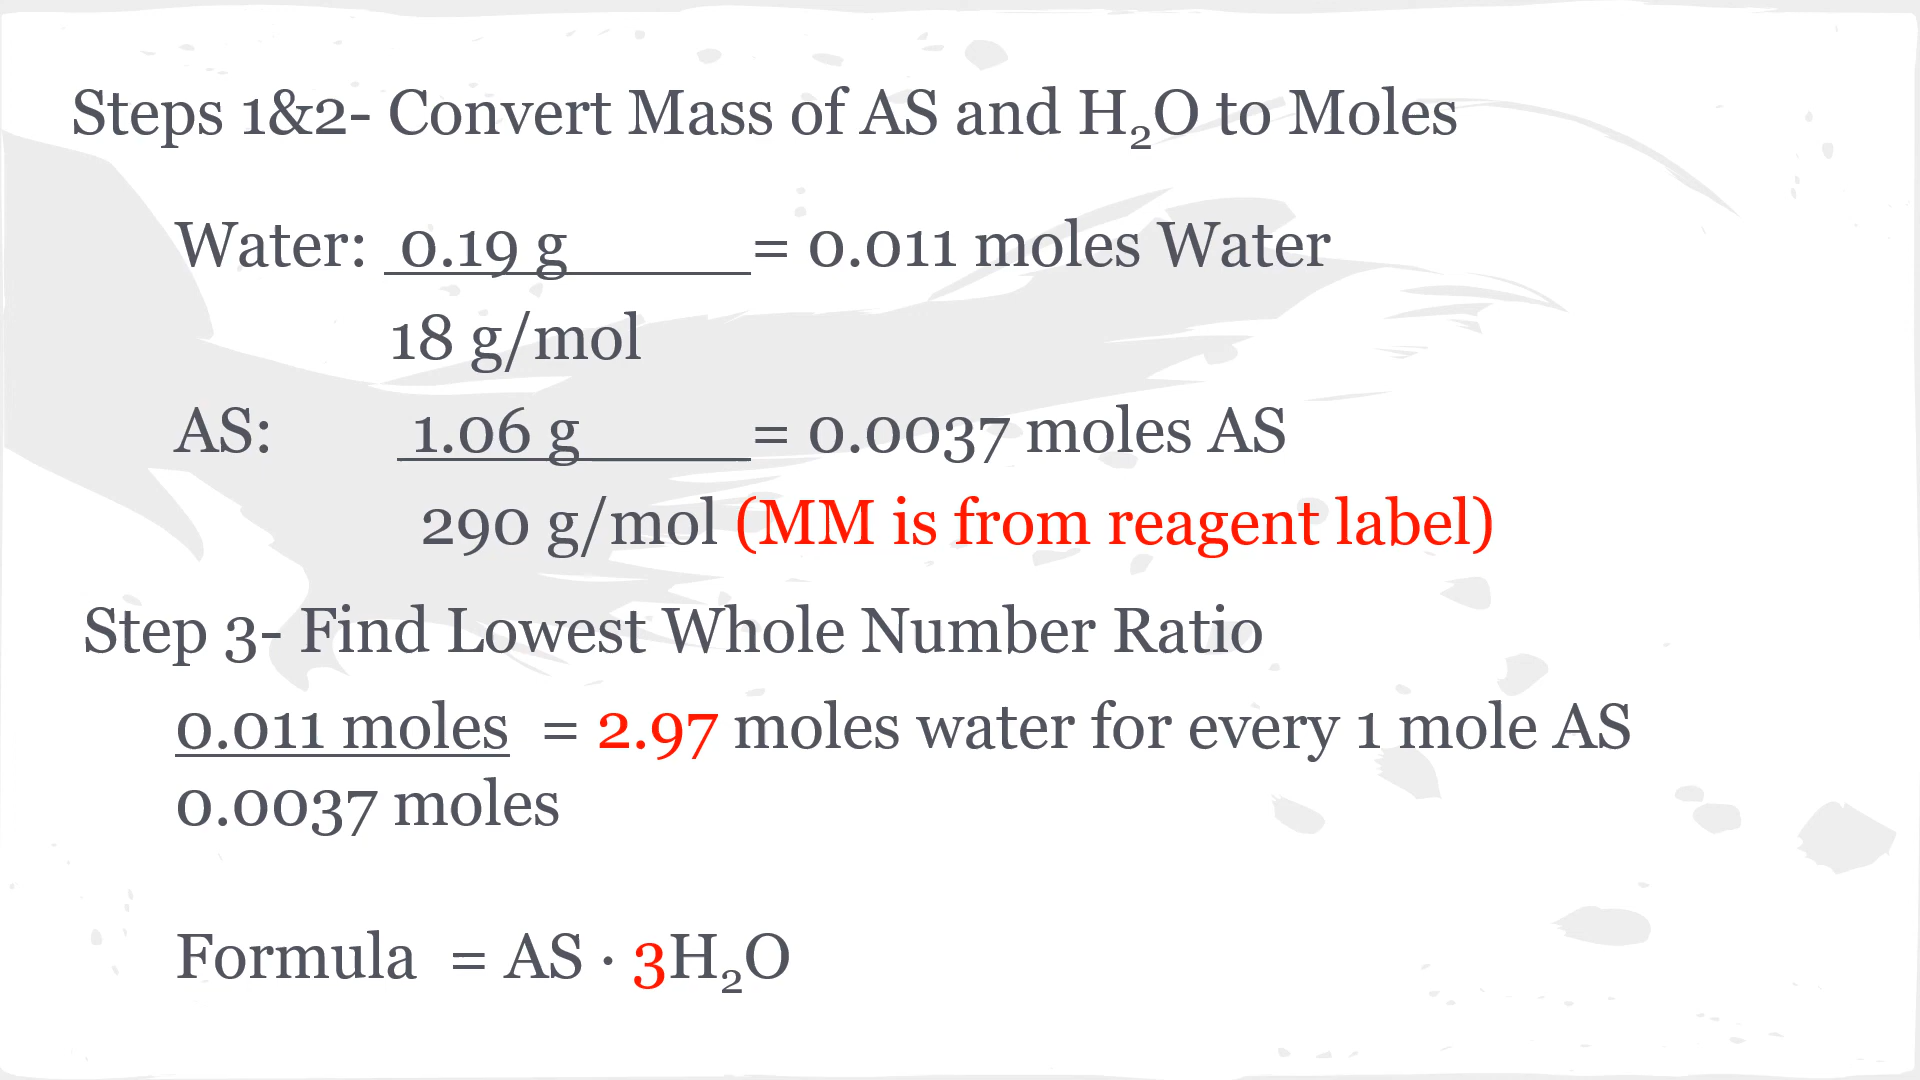 Steps 1&2- Convert Mass of AS and H₂O to Moles
Water: 0.19 g = 0.011 moles Water
18 g/mol
AS: 1.06 g = 0.0037 moles AS
290 g/mol (MM is from reagent label)
Step 3- Find Lowest Whole Number Ratio
0.011 moles = 2.97 moles water for every 1 mole AS
0.0037 moles
Formula = AS · 3H₂O